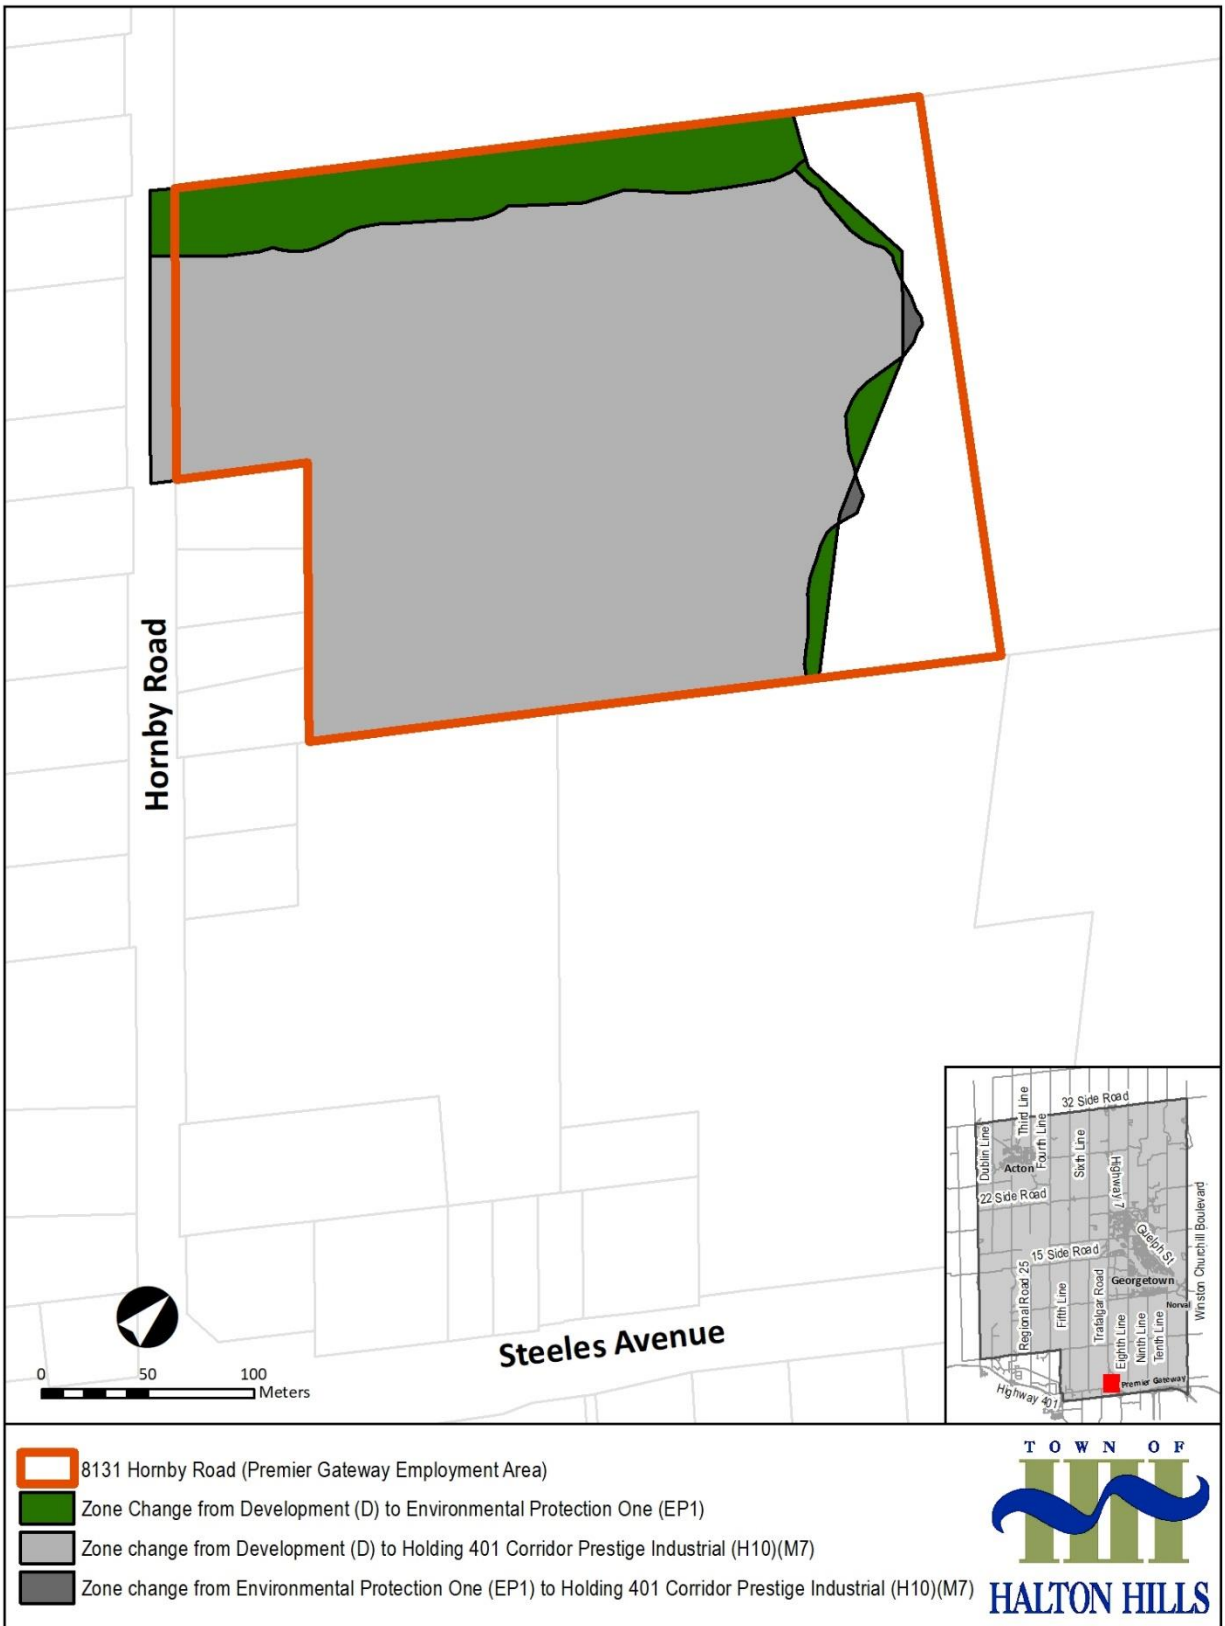 Hornby Road
Steeles Avenue
0 50 100
Meters
32 Side Road
Third Line
Fourth Line
Dublin Line
Sixth Line
Highway 7
Acton
22 Side Road
Guelph St
Winston Churchill Boulevard
15 Side Road
Georgetown
Regional Road 25
Fifth Line
Trafalgar Road
Norval
Eighth Line
Ninth Line
Tenth Line
Premier Gateway
Highway 401
8131 Hornby Road (Premier Gateway Employment Area)
Zone Change from Development (D) to Environmental Protection One (EP1)
Zone change from Development (D) to Holding 401 Corridor Prestige Industrial (H10)(M7)
Zone change from Environmental Protection One (EP1) to Holding 401 Corridor Prestige Industrial (H10)(M7)
TOWN OF
HALTON HILLS